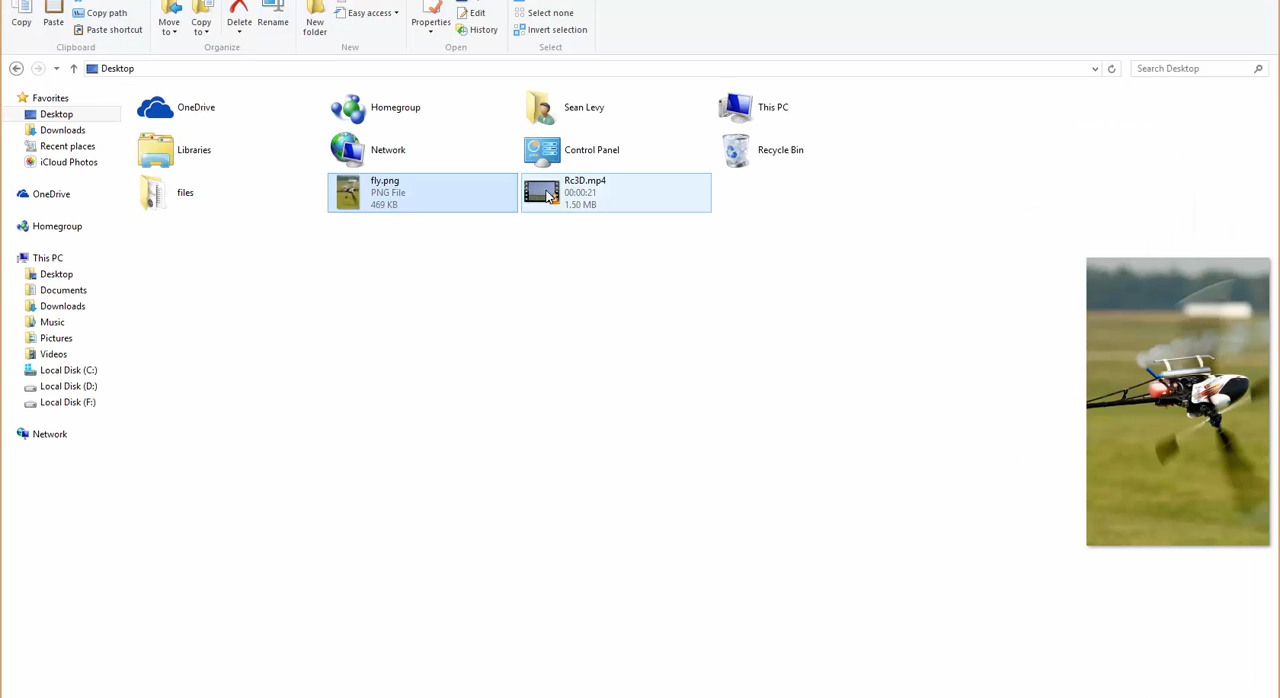 Copy
Paste
Copy path
Paste shortcut
Clipboard
Move to
Copy to
Delete
Rename
Organize
New folder
Easy access
New
Properties
Edit
History
Open
Select none
Invert selection
Select
Desktop
Search Desktop
Favorites
Desktop
Downloads
Recent places
iCloud Photos
OneDrive
Homegroup
This PC
Desktop
Documents
Downloads
Music
Pictures
Videos
Local Disk (C:)
Local Disk (D:)
Local Disk (F:)
Network
OneDrive
Homegroup
Sean Levy
This PC
Libraries
Network
Control Panel
Recycle Bin
files
fly.png
PNG File
469 KB
Rc3D.mp4
00:00:21
1.50 MB